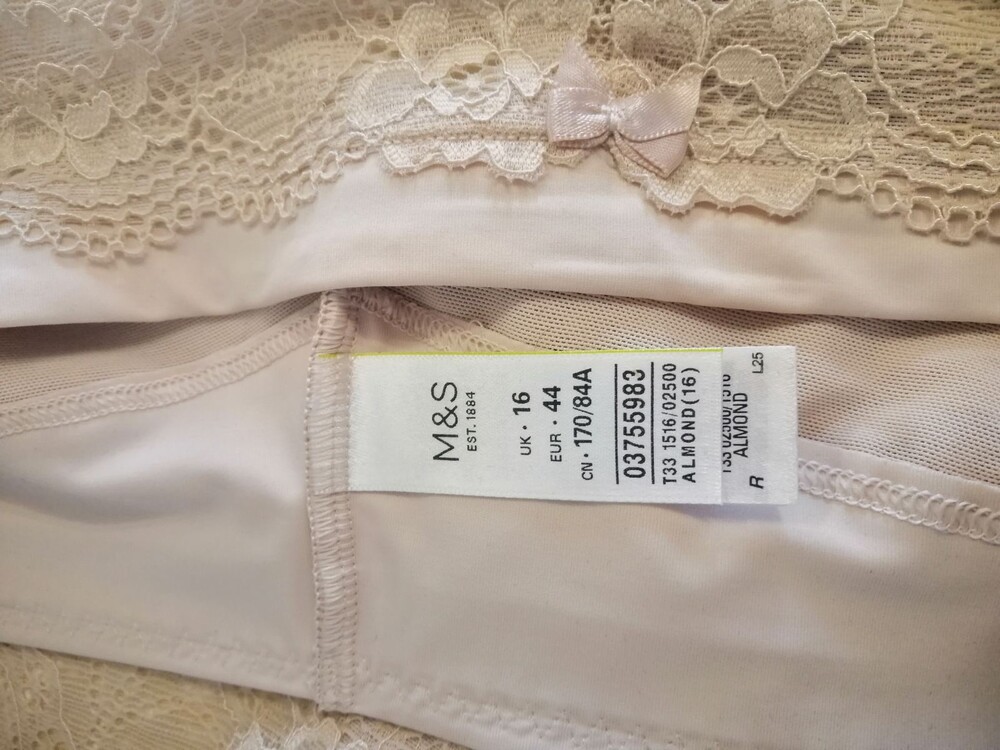 M&S
EST. 1884
UK · 16
EUR · 44
CN · 170/84A
03755983
T33 1516/02500
ALMOND(16)
ALMOND
R
L25